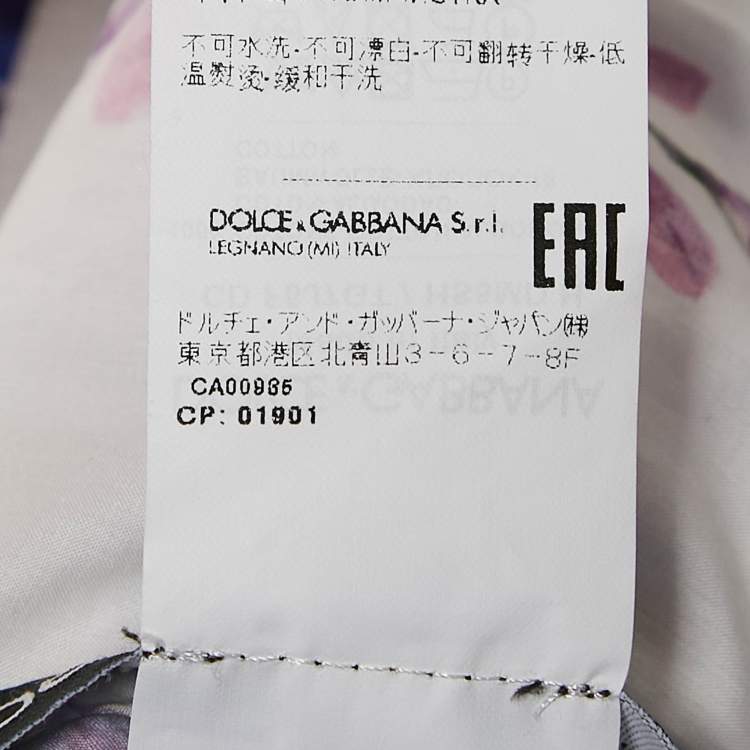 不可水洗-不可漂白-不可翻转干燥-低
温熨烫-缓和干洗
DOLCE & GABBANA S.r.l.
LEGNANO (MI) ITALY
EAC
ドルチェ・アンド・ガッバーナ・ジャパン㈱
東京都港区北青山3-6-7-8F
CA00935
CP: 01901